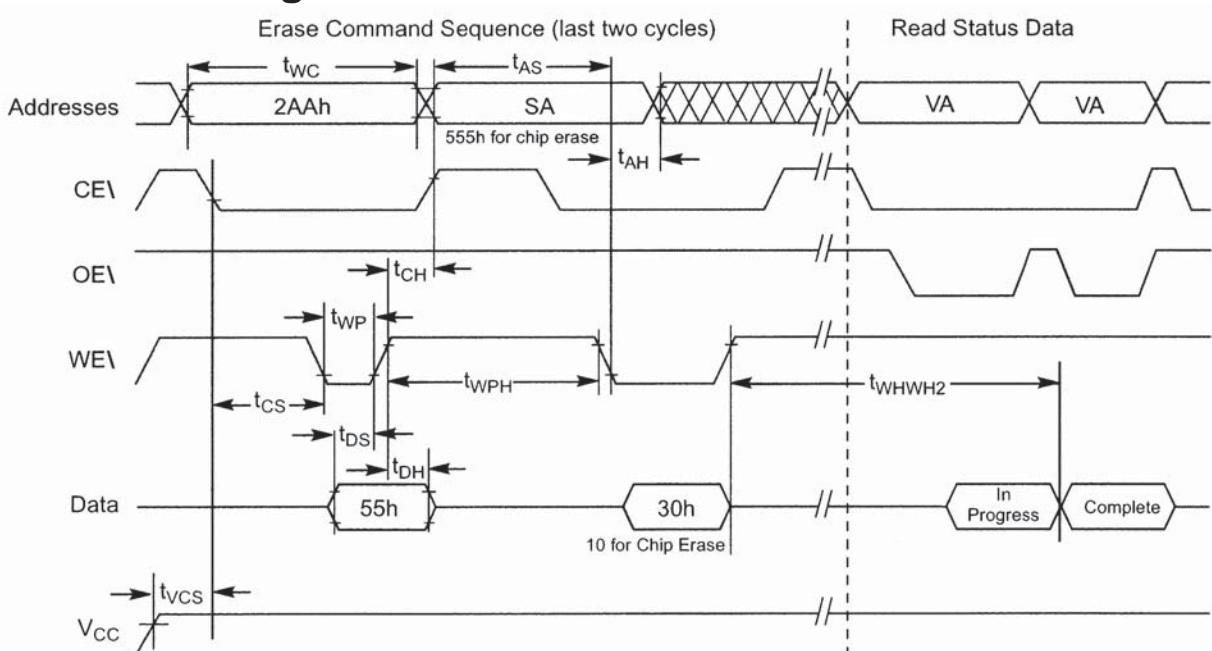 Erase Command Sequence (last two cycles)
Read Status Data
tWC
tAS
Addresses
2AAh
SA
VA
VA
555h for chip erase
tAH
CE\
OE\
tCH
tWP
WE\
tWPH
tWHWH2
tCS
tDS
tDH
Data
55h
30h
In
Progress
Complete
10 for Chip Erase
tVCS
VCC